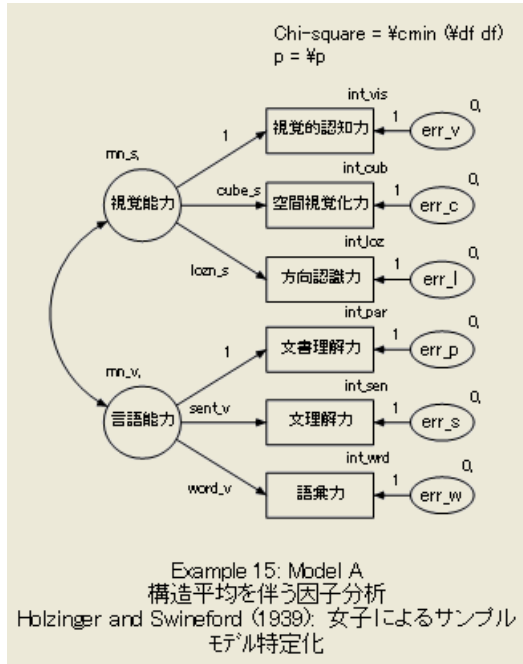 Chi-square = ¥cmin (¥df df)
p = ¥p
int_vis
0,
1
視覚的認知力
1
err_v
mn_s,
int_cub
0,
視覚能力
cube_s
空間視覚化力
1
err_c
int_loz
0,
lozn_s
方向認識力
1
err_l
int_par
0,
1
文書理解力
1
err_p
mn_v,
int_sen
0,
言語能力
sent_v
文理解力
1
err_s
int_wrd
0,
word_v
語彙力
1
err_w
Example 15: Model A
構造平均を伴う因子分析
Holzinger and Swineford (1939): 女子によるサンプル
モデル特定化